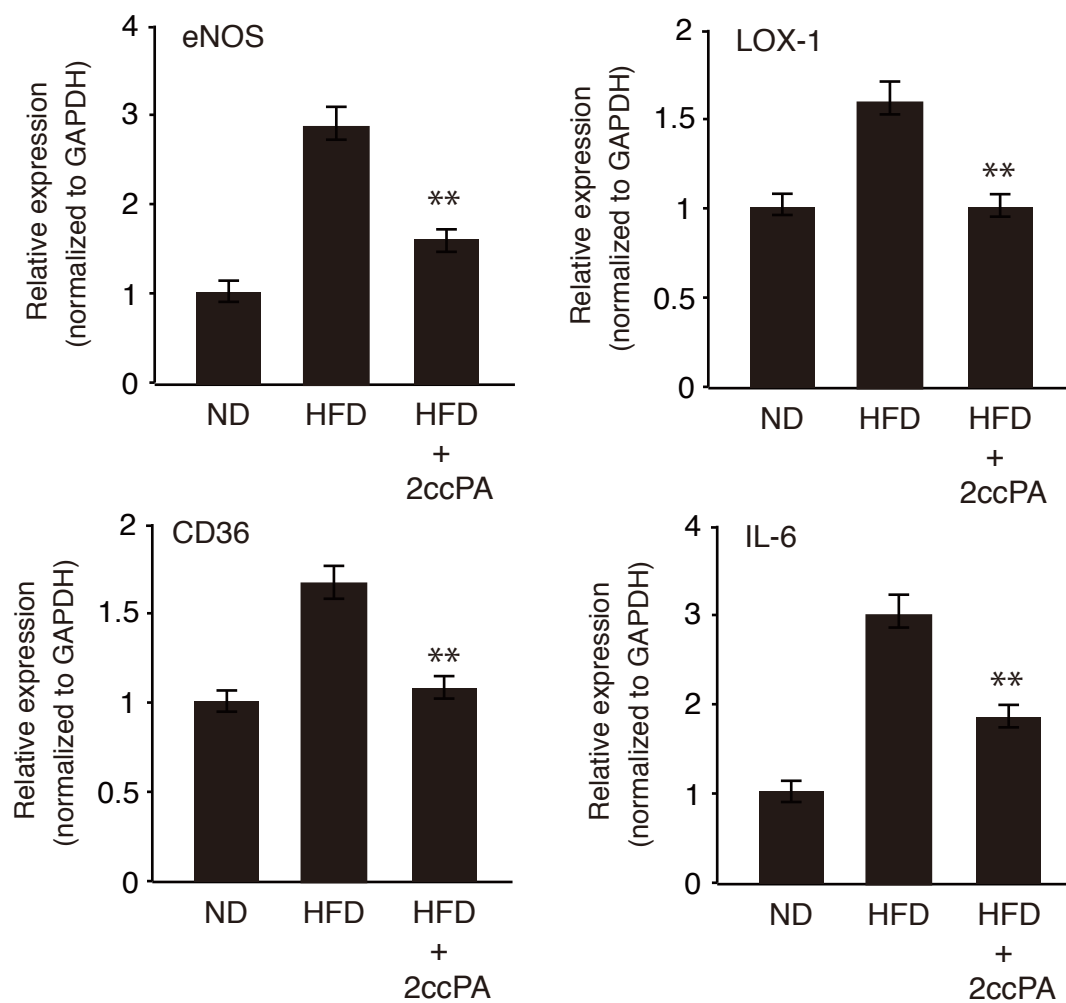 eNOS
Relative expression
(normalized to GAPDH)
4
3
2
1
0
**
ND
HFD
HFD
+
2ccPA
LOX-1
Relative expression
(normalized to GAPDH)
2
1.5
1
0.5
0
**
ND
HFD
HFD
+
2ccPA
CD36
Relative expression
(normalized to GAPDH)
2
1.5
1
0.5
0
**
ND
HFD
HFD
+
2ccPA
IL-6
Relative expression
(normalized to GAPDH)
4
3
2
1
0
**
ND
HFD
HFD
+
2ccPA